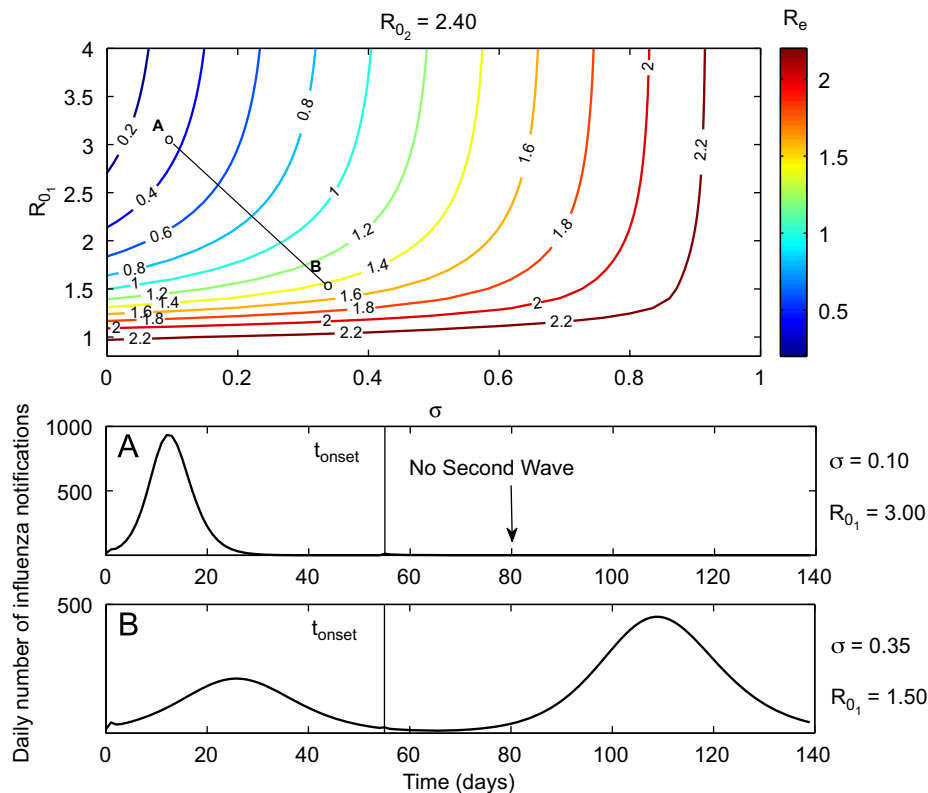 R02 = 2.40
Re
4
3.5
3
2.5
2
1.5
1
R01
0.2
0.4
0.6
0.8
1
1.2
1.4
1.6
1.8
2
2.2
0.8
1
1.2
1.4
1.6
1.8
2
2.2
A
B
1.6
1.8
2
2.2
2.2
0 0.2 0.4 0.6 0.8 1
σ
2
1.5
1
0.5
Daily number of influenza notifications
1000
500
A
tonset
No Second Wave
σ = 0.10
R01 = 3.00
0 20 40 60 80 100 120 140
500
B
tonset
σ = 0.35
R01 = 1.50
0 20 40 60 80 100 120 140
Time (days)